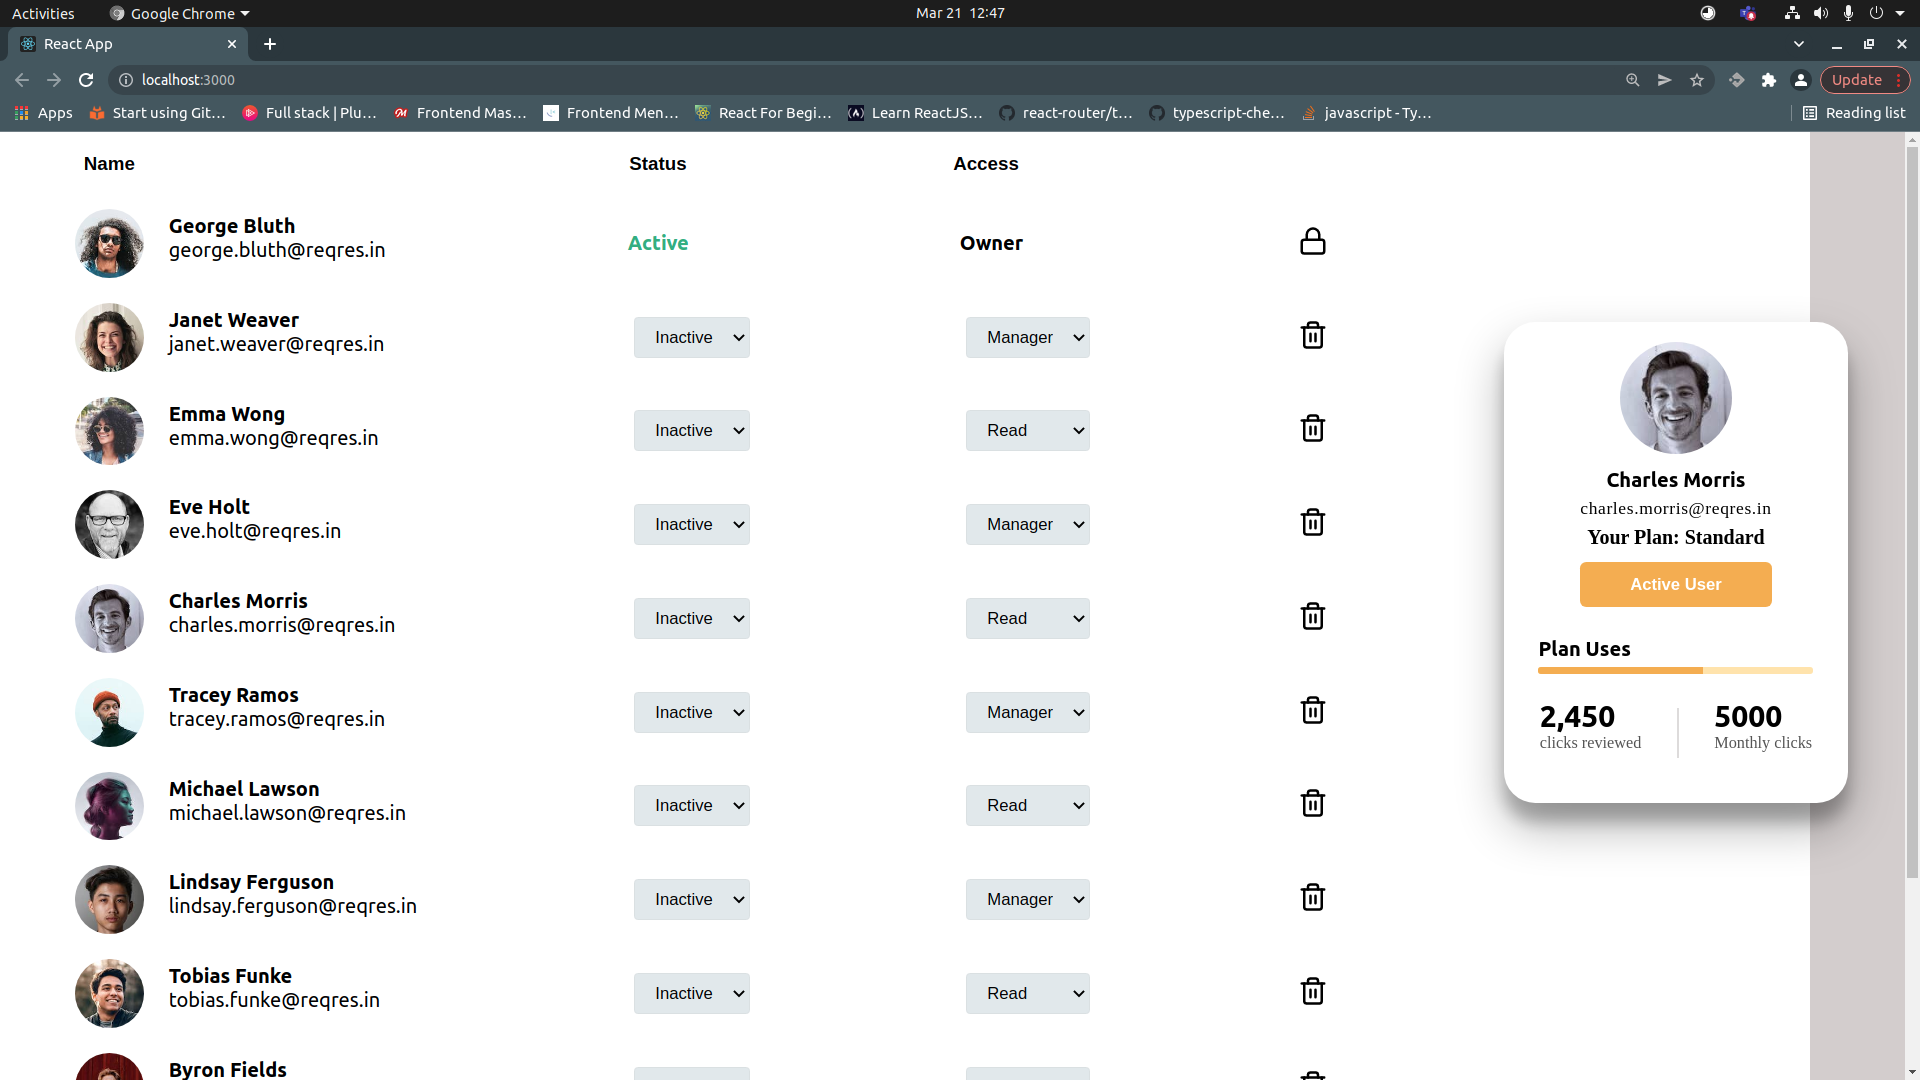 Activities Google Chrome Mar 21 12:47
React App
localhost:3000 Update
Apps Start using Git... Full stack | Plu... Frontend Mas... Frontend Men... React For Begi... Learn ReactJS... react-router/t... typescript-che... javascript - Ty... Reading list
Name Status Access
George Bluth
george.bluth@reqres.in
Active Owner
Janet Weaver
janet.weaver@reqres.in
Inactive Manager
Emma Wong
emma.wong@reqres.in
Inactive Read
Eve Holt
eve.holt@reqres.in
Inactive Manager
Charles Morris
charles.morris@reqres.in
Inactive Read
Tracey Ramos
tracey.ramos@reqres.in
Inactive Manager
Michael Lawson
michael.lawson@reqres.in
Inactive Read
Lindsay Ferguson
lindsay.ferguson@reqres.in
Inactive Manager
Tobias Funke
tobias.funke@reqres.in
Inactive Read
Byron Fields
Charles Morris
charles.morris@reqres.in
Your Plan: Standard
Active User
Plan Uses
2,450 5000
clicks reviewed Monthly clicks